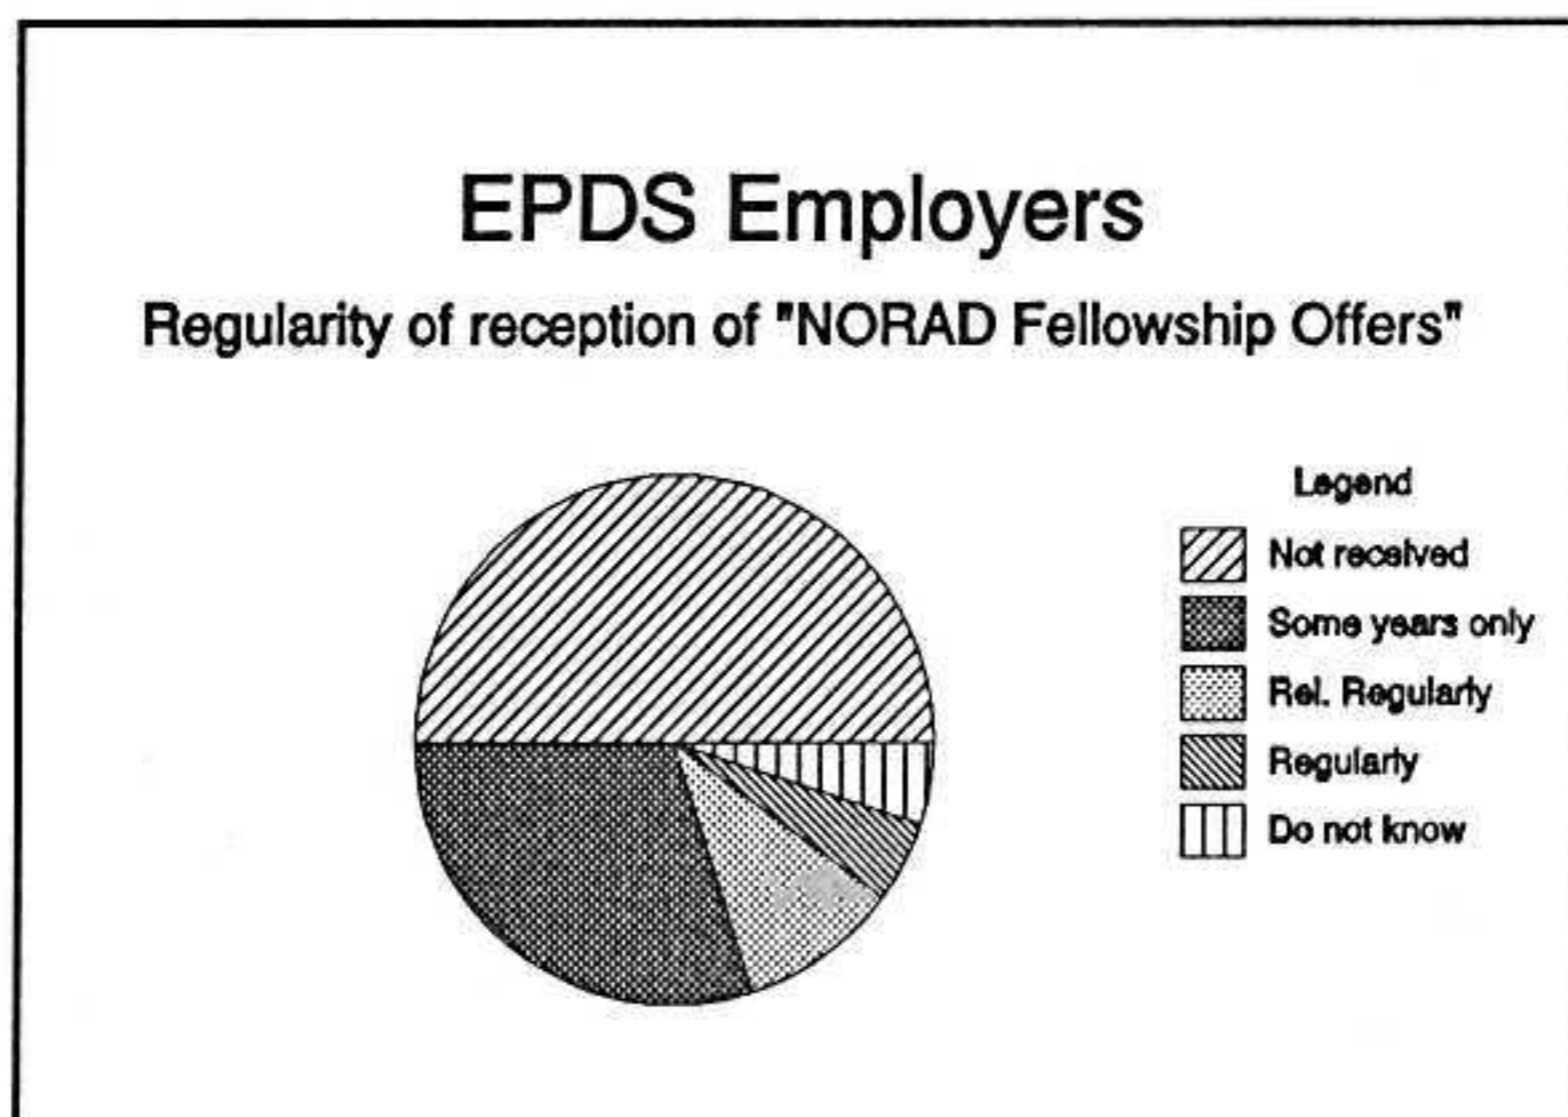 EPDS Employers
Regularity of reception of "NORAD Fellowship Offers"
Legend
Not received
Some years only
Rel. Regularly
Regularly
Do not know